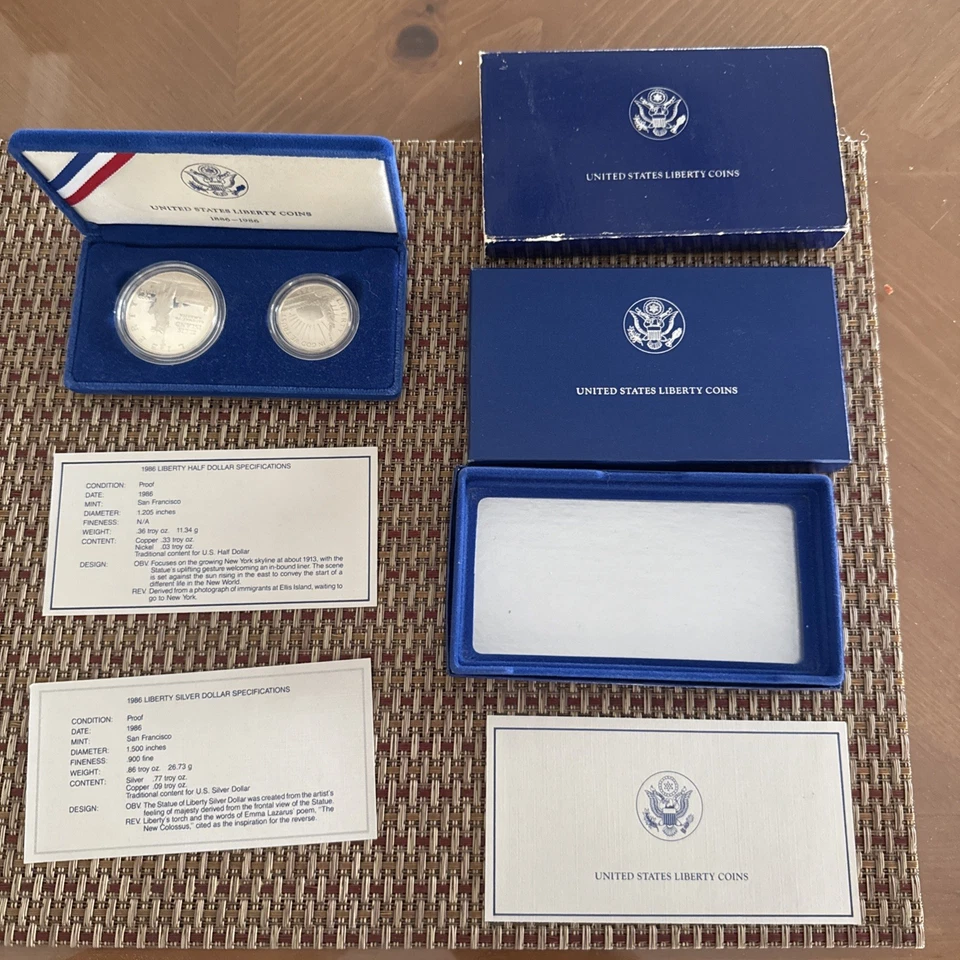 UNITED STATES LIBERTY COINS
1886-1986
UNITED STATES LIBERTY COINS
UNITED STATES LIBERTY COINS
1986 LIBERTY HALF DOLLAR SPECIFICATIONS
CONDITION: Proof
DATE: 1986
MINT: San Francisco
DIAMETER: 1.205 inches
FINENESS: N/A
WEIGHT: .36 troy oz. 11.34 g
CONTENT: Copper .33 troy oz.
Nickel .03 troy oz.
Traditional content for U.S. Half Dollar
DESIGN: OBV. Focuses on the growing New York skyline at about 1913, with the
Statue's uplifting gesture welcoming an in-bound liner. The scene
is set against the sun rising in the east to convey the start of a
different life in the New World.
REV. Derived from a photograph of immigrants at Ellis Island, waiting to
go to New York.
1986 LIBERTY SILVER DOLLAR SPECIFICATIONS
CONDITION: Proof
DATE: 1986
MINT: San Francisco
DIAMETER: 1.500 inches
FINENESS: .900 fine
WEIGHT: .86 troy oz. 26.73 g
CONTENT: Silver .77 troy oz.
Copper .09 troy oz.
Traditional content for U.S. Silver Dollar
DESIGN: OBV. The Statue of Liberty Silver Dollar was created from the artist's
feeling of majesty derived from the frontal view of the Statue.
REV. Liberty's torch and the words of Emma Lazarus' poem, "The
New Colossus," cited as the inspiration for the reverse.
UNITED STATES LIBERTY COINS